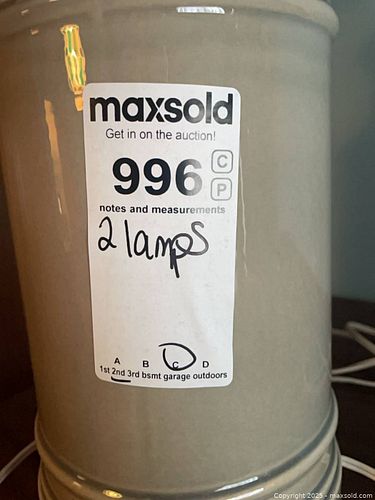 maxsold
Get in on the auction!
996 C
P
notes and measurements
2 lamps
A B C D
1st 2nd 3rd bsmt garage outdoors
Copyright 2025 - maxsold.com